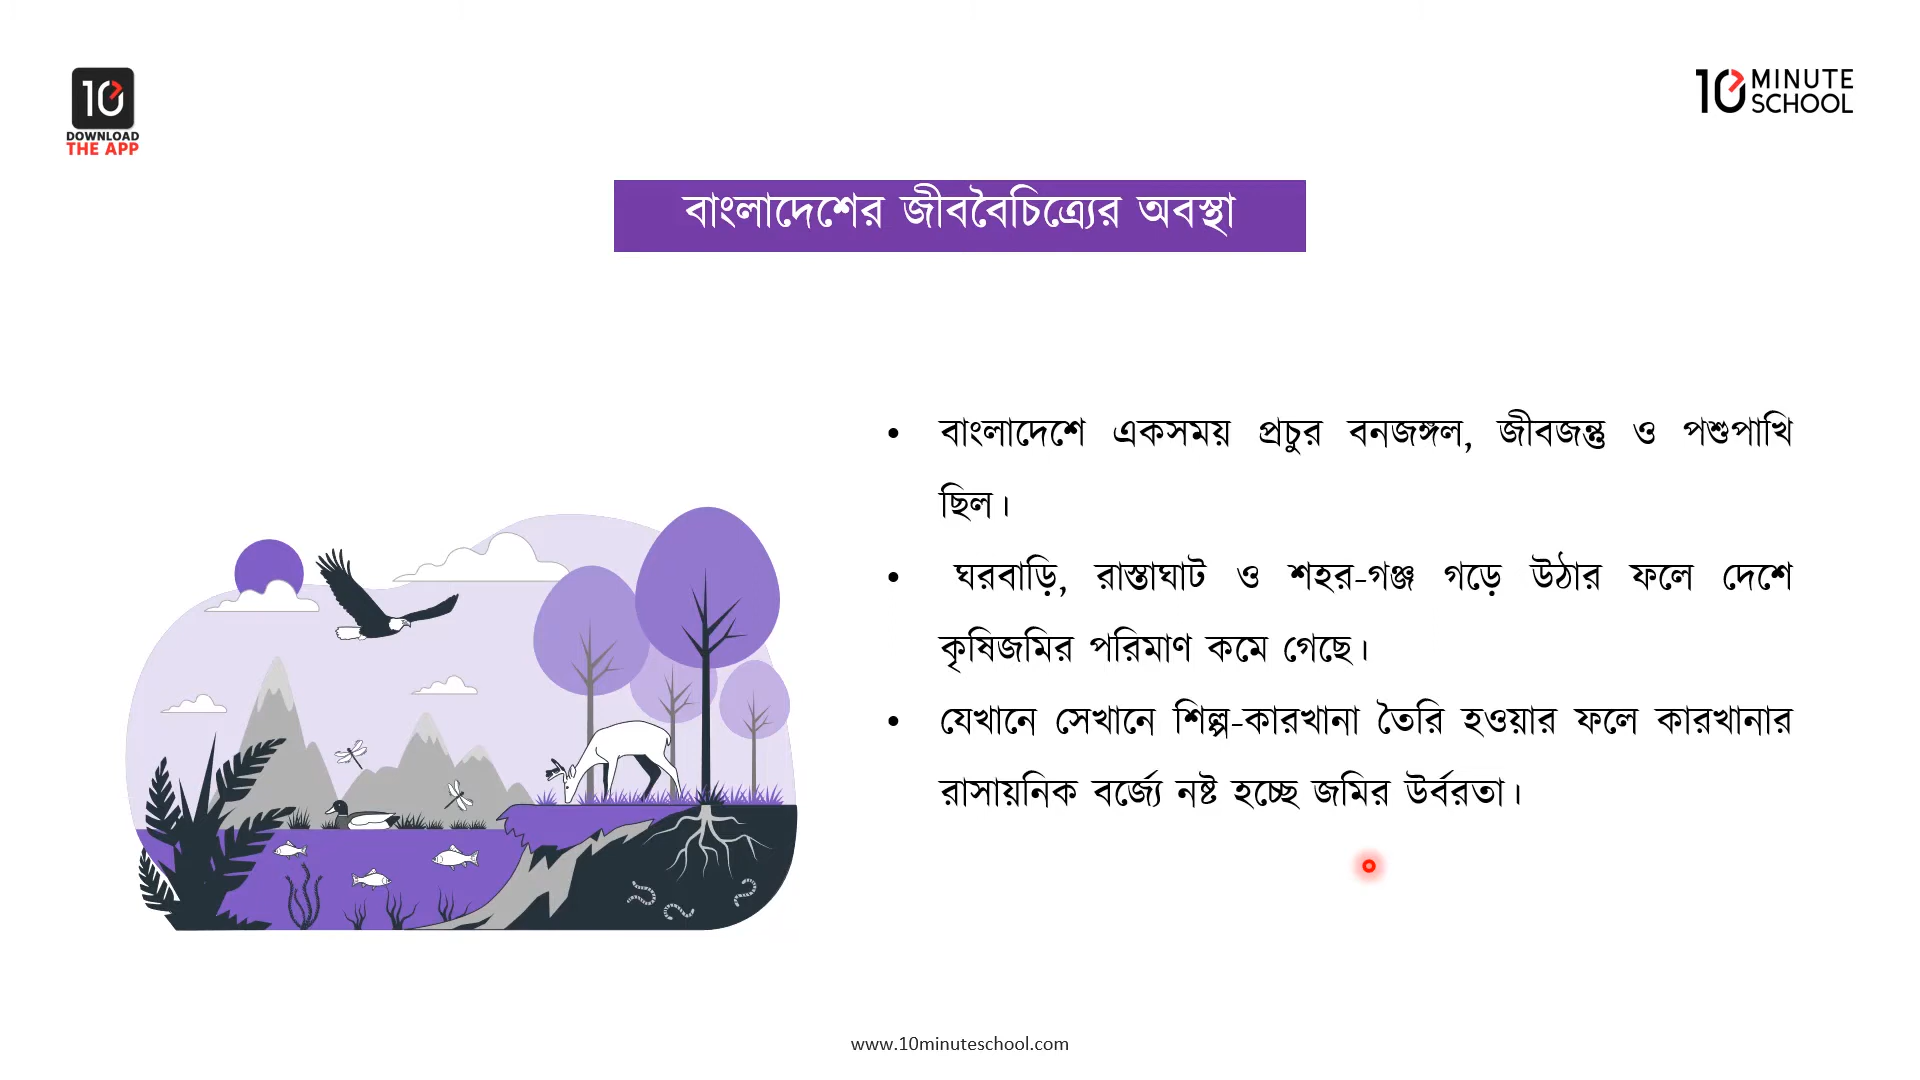 10
DOWNLOAD
THE APP
10 MINUTE
SCHOOL
বাংলাদেশের জীববৈচিত্র্যের অবস্থা
• বাংলাদেশে একসময় প্রচুর বনজঙ্গল, জীবজন্তু ও পশুপাখি
ছিল।
• ঘরবাড়ি, রাস্তাঘাট ও শহর-গঞ্জ গড়ে উঠার ফলে দেশে
কৃষিজমির পরিমাণ কমে গেছে।
• যেখানে সেখানে শিল্প-কারখানা তৈরি হওয়ার ফলে কারখানার
রাসায়নিক বর্জ্যে নষ্ট হচ্ছে জমির উর্বরতা।
www.10minuteschool.com